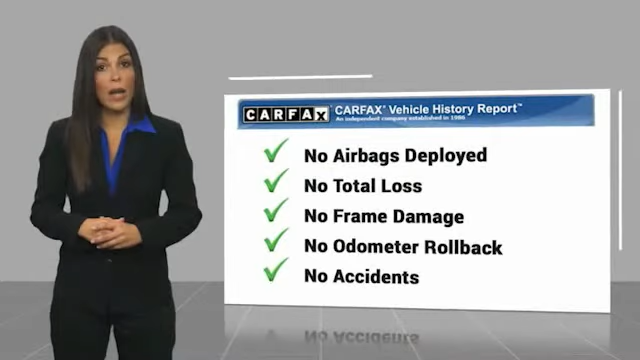 CARFAX CARFAX® Vehicle History Report™
An independent company established in 1986
No Airbags Deployed
No Total Loss
No Frame Damage
No Odometer Rollback
No Accidents